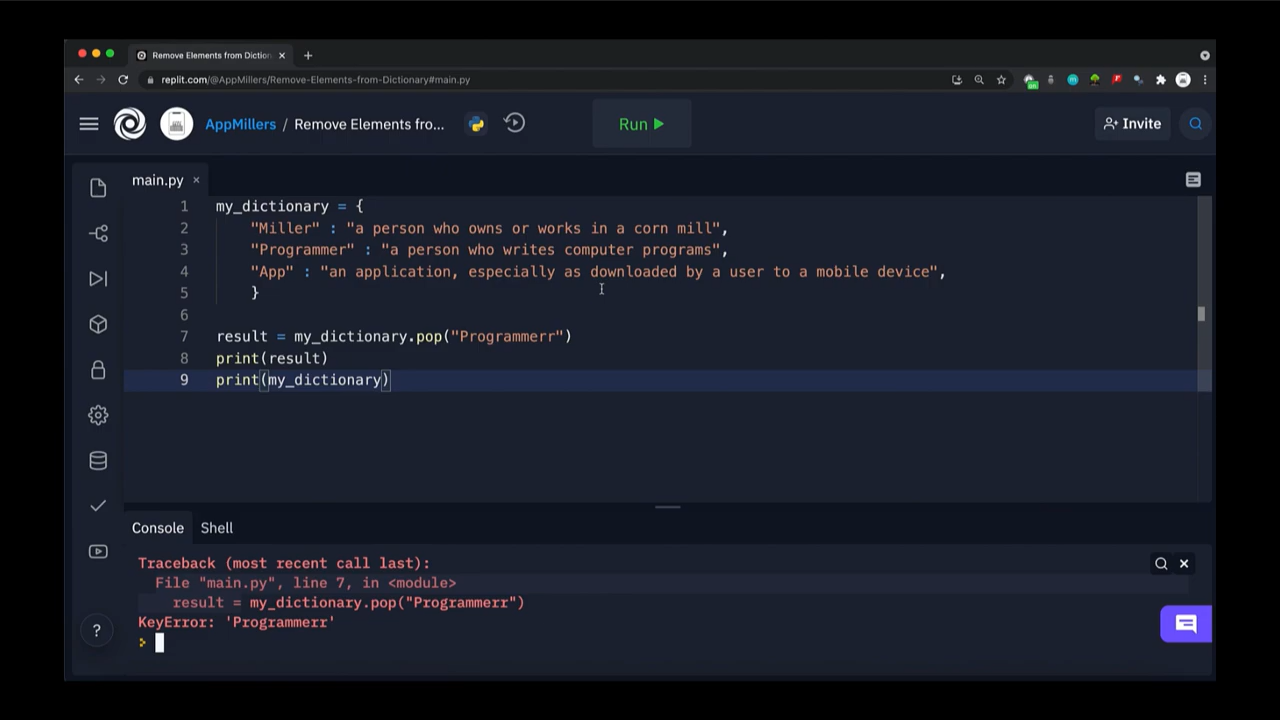 Remove Elements from Diction
replit.com/@AppMillers/Remove-Elements-from-Dictionary#main.py
AppMillers / Remove Elements fro...
Run
Invite
main.py
1 my_dictionary = {
2 "Miller" : "a person who owns or works in a corn mill",
3 "Programmer" : "a person who writes computer programs",
4 "App" : "an application, especially as downloaded by a user to a mobile device",
5 }
6
7 result = my_dictionary.pop("Programmerr")
8 print(result)
9 print(my_dictionary)
Console Shell
Traceback (most recent call last):
File "main.py", line 7, in <module>
result = my_dictionary.pop("Programmerr")
KeyError: 'Programmerr'